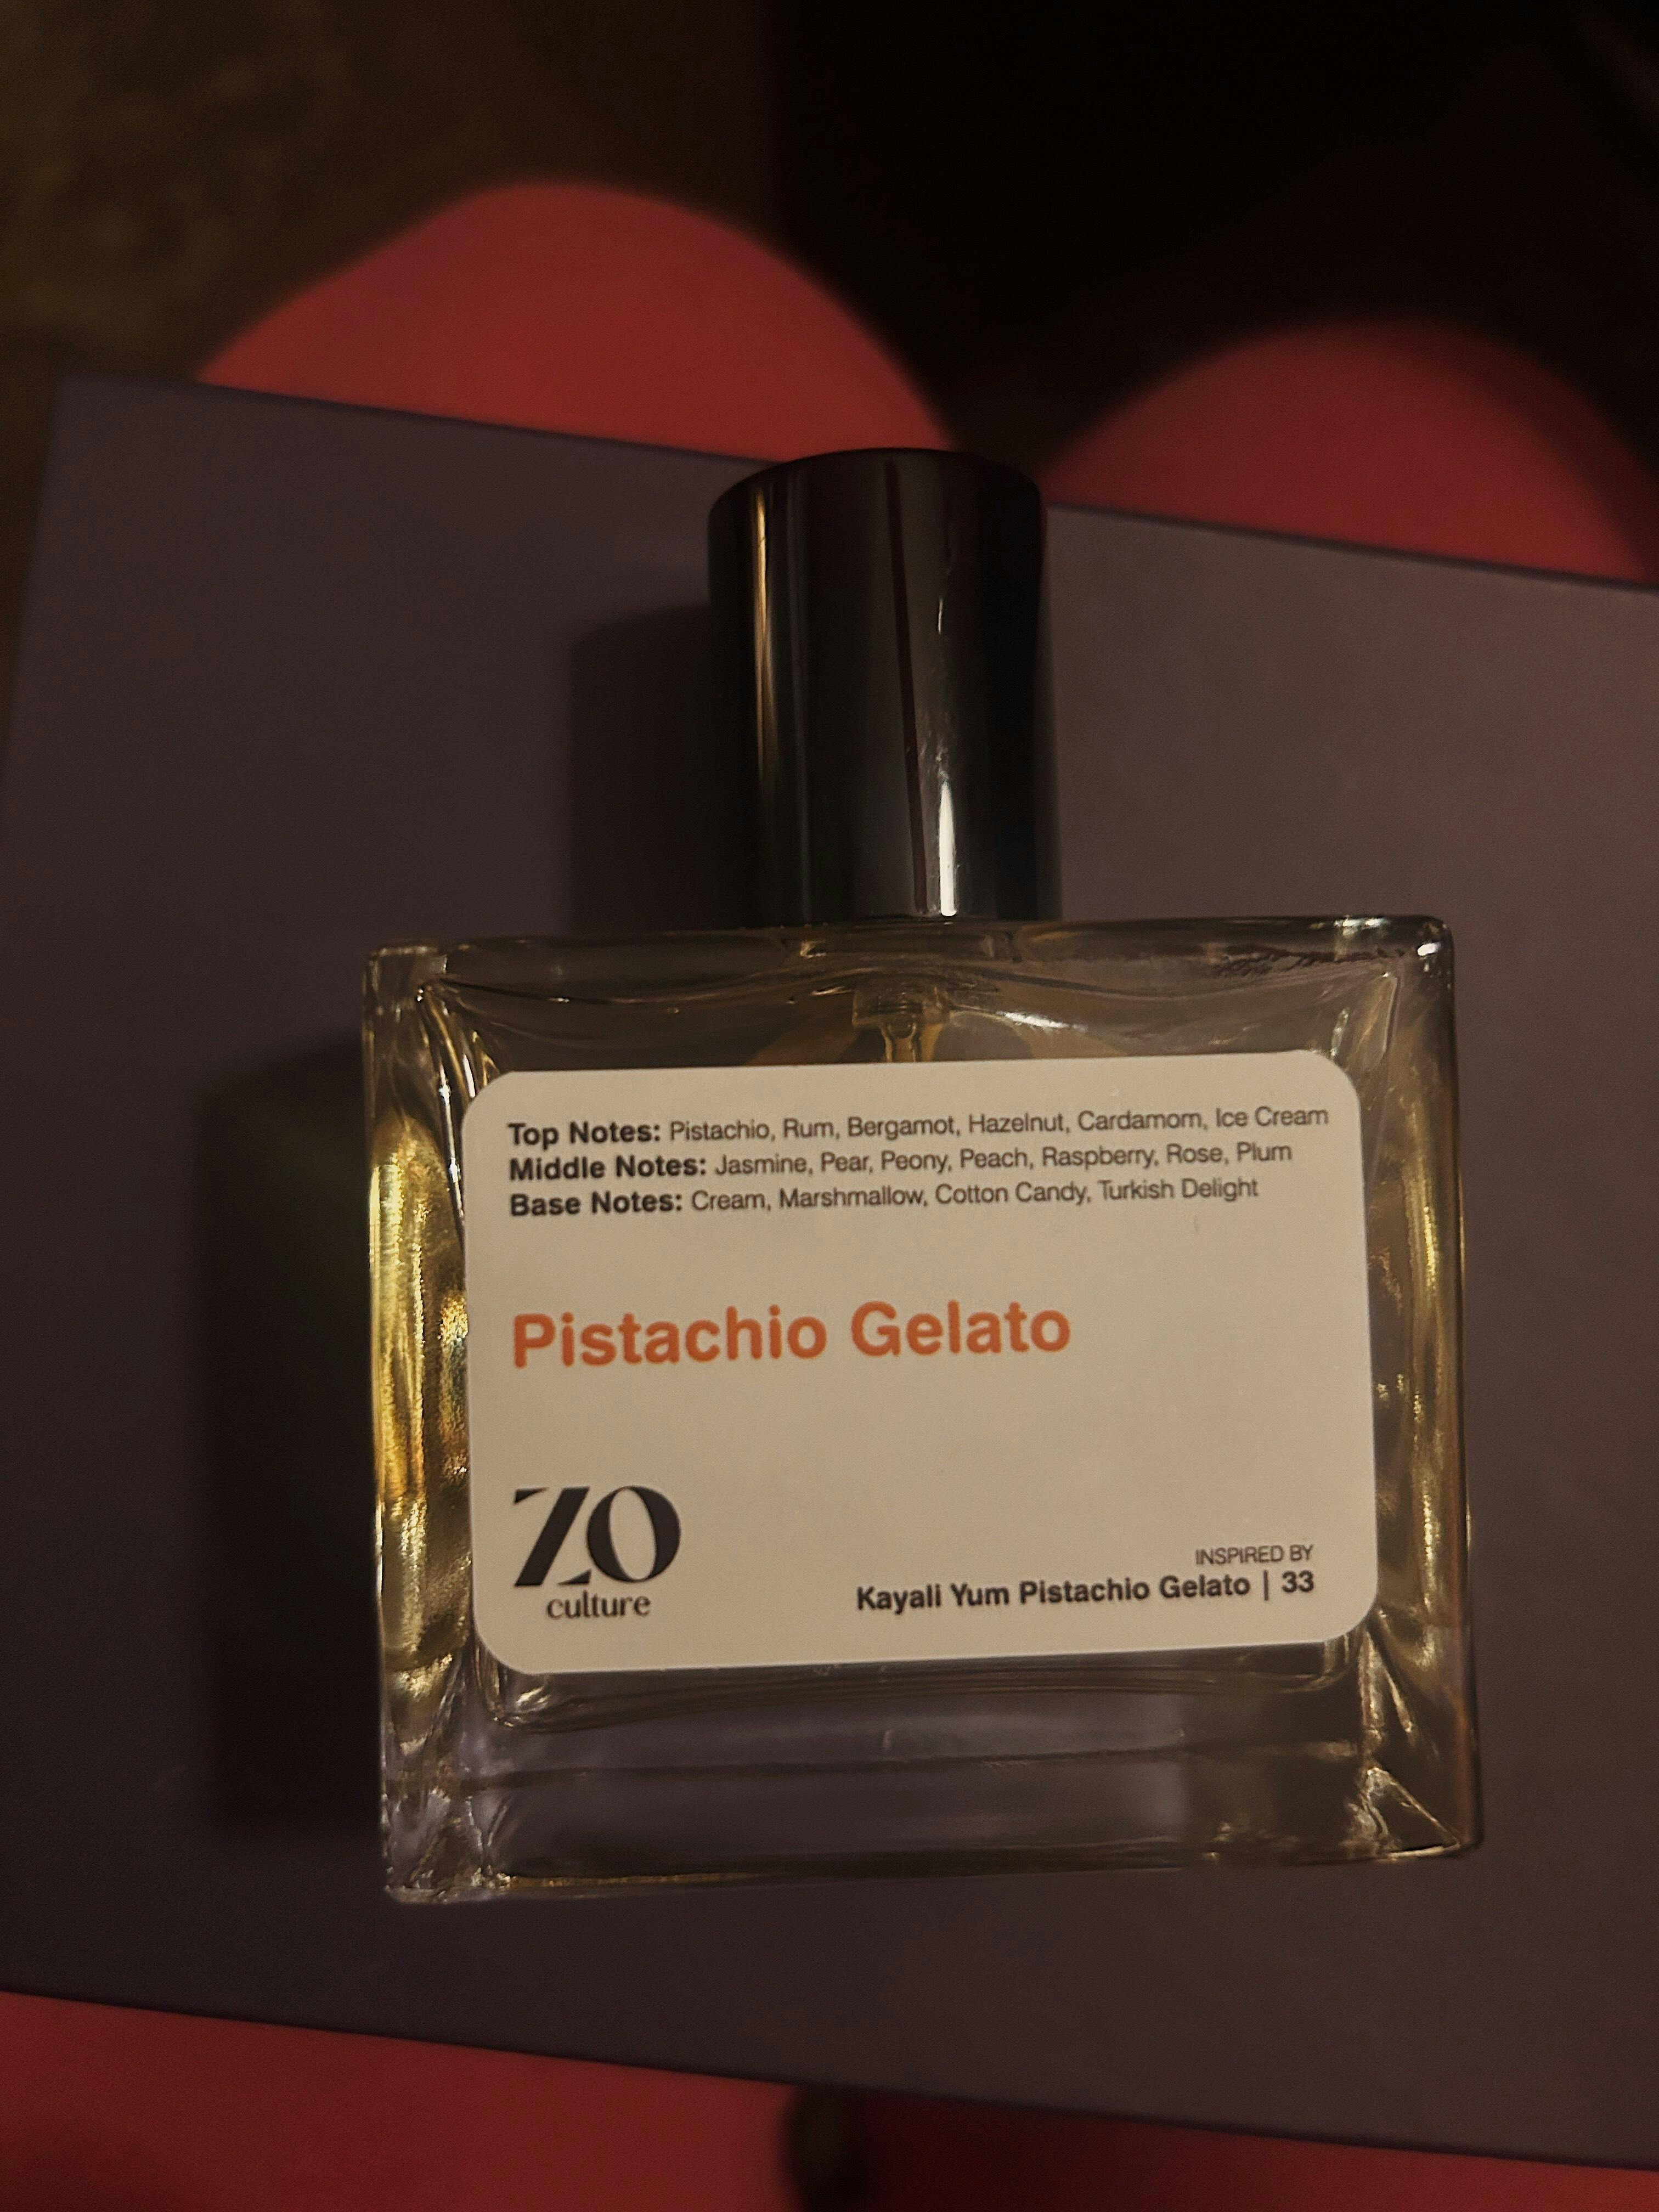 Top Notes: Pistachio, Rum, Bergamot, Hazelnut, Cardamom, Ice Cream
Middle Notes: Jasmine, Pear, Peony, Peach, Raspberry, Rose, Plum
Base Notes: Cream, Marshmallow, Cotton Candy, Turkish Delight
Pistachio Gelato
ZO
culture
INSPIRED BY
Kayali Yum Pistachio Gelato | 33